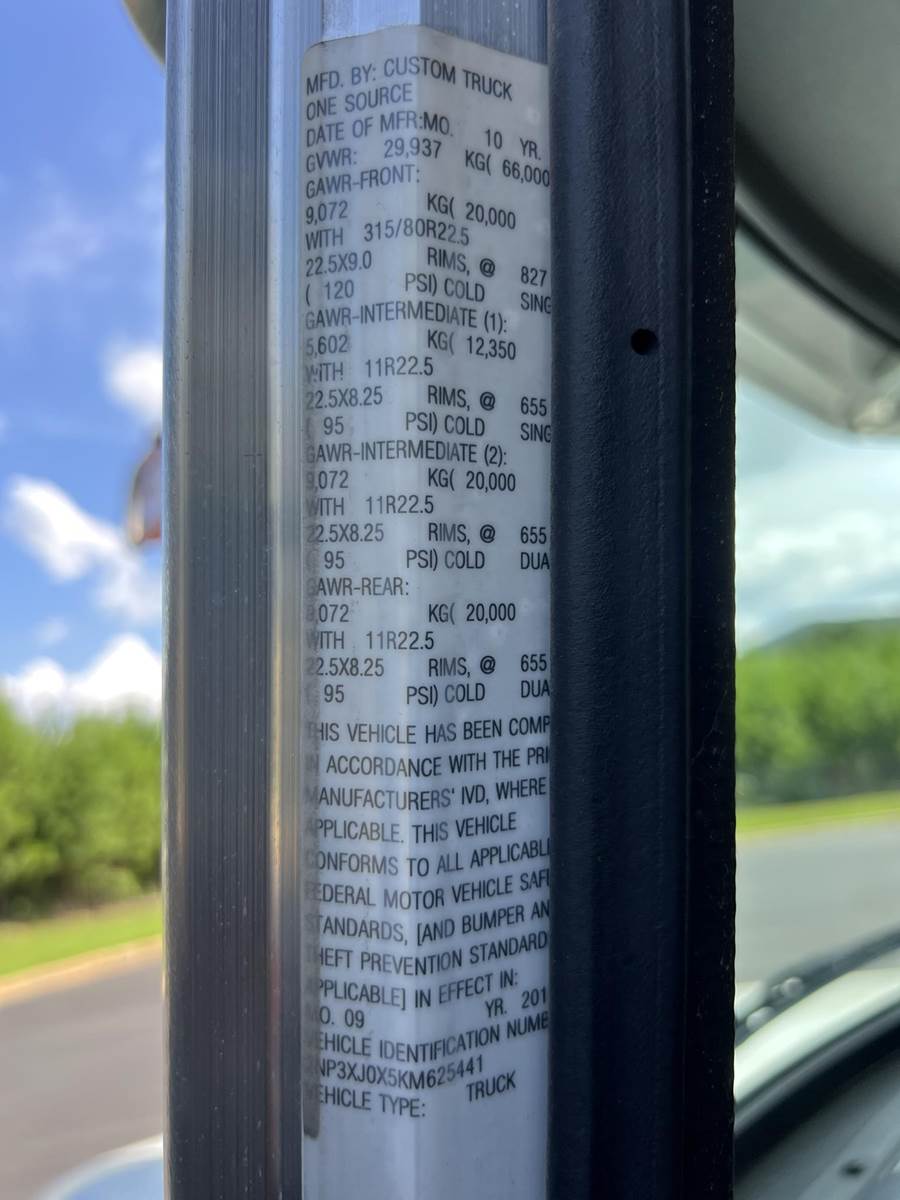 MFD. BY: CUSTOM TRUCK
ONE SOURCE
DATE OF MFR:MO. 10 YR.
GVWR: 29,937 KG( 66,000
GAWR-FRONT:
9,072 KG( 20,000
WITH 315/80R22.5
22.5X9.0 RIMS, @ 827
( 120 PSI) COLD SING
GAWR-INTERMEDIATE (1):
5,602 KG( 12,350
WITH 11R22.5
22.5X8.25 RIMS, @ 655
( 95 PSI) COLD SING
GAWR-INTERMEDIATE (2):
9,072 KG( 20,000
WITH 11R22.5
22.5X8.25 RIMS, @ 655
( 95 PSI) COLD DUA
GAWR-REAR:
9,072 KG( 20,000
WITH 11R22.5
22.5X8.25 RIMS, @ 655
( 95 PSI) COLD DUA
THIS VEHICLE HAS BEEN COMP
IN ACCORDANCE WITH THE PRI
MANUFACTURERS' IVD, WHERE
APPLICABLE. THIS VEHICLE
CONFORMS TO ALL APPLICABL
FEDERAL MOTOR VEHICLE SAF
STANDARDS, [AND BUMPER AN
THEFT PREVENTION STANDARD
APPLICABLE] IN EFFECT IN:
MO. 09 YR. 201
VEHICLE IDENTIFICATION NUMB
NP3XJ0X5KM625441
VEHICLE TYPE: TRUCK